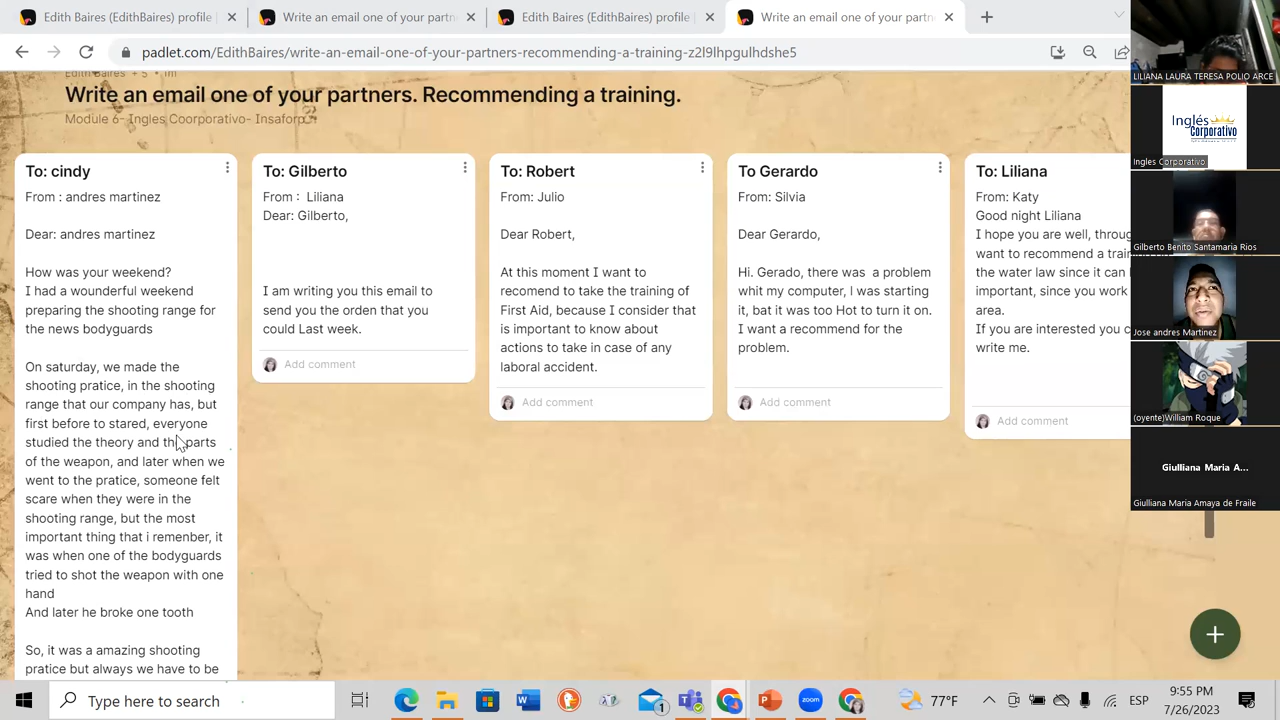 Edith Baires (EdithBaires) profile
Write an email one of your partn
Edith Baires (EdithBaires) profile
Write an email one of your partn
padlet.com/EdithBaires/write-an-email-one-of-your-partners-recommending-a-training-z2l9lhpgulhdshe5
Edith Baires + 5 • 1m
Write an email one of your partners. Recommending a training.
Module 6- Ingles Coorporativo- Insaforp
To: cindy
From : andres martinez
Dear: andres martinez
How was your weekend?
I had a wounderful weekend
preparing the shooting range for
the news bodyguards
On saturday, we made the
shooting pratice, in the shooting
range that our company has, but
first before to stared, everyone
studied the theory and the parts
of the weapon, and later when we
went to the pratice, someone felt
scare when they were in the
shooting range, but the most
important thing that i remenber, it
was when one of the bodyguards
tried to shot the weapon with one
hand
And later he broke one tooth
So, it was a amazing shooting
pratice but always we have to be
To: Gilberto
From : Liliana
Dear: Gilberto,
I am writing you this email to
send you the orden that you
could Last week.
Add comment
To: Robert
From: Julio
Dear Robert,
At this moment I want to
recomend to take the training of
First Aid, because I consider that
is important to know about
actions to take in case of any
laboral accident.
Add comment
To Gerardo
From: Silvia
Dear Gerardo,
Hi. Gerado, there was a problem
whit my computer, I was starting
it, but it was too Hot to turn it on.
I want a recommend for the
problem.
Add comment
To: Liliana
From: Katy
Good night Liliana
I hope you are well, throug
want to recommend a train
the water law since it can
important, since you work
area.
If you are interested you c
write me.
Add comment
LILIANA LAURA TERESA POLIO ARCE
Inglés
Corporativo
Ingles Corporativo
Gilberto Benito Santamaria Rios
Jose andres Martinez
(oyente)William Roque
Giulliana Maria A...
Giulliana Maria Amaya de Fraile
Type here to search
77°F
ESP
9:55 PM
7/26/2023